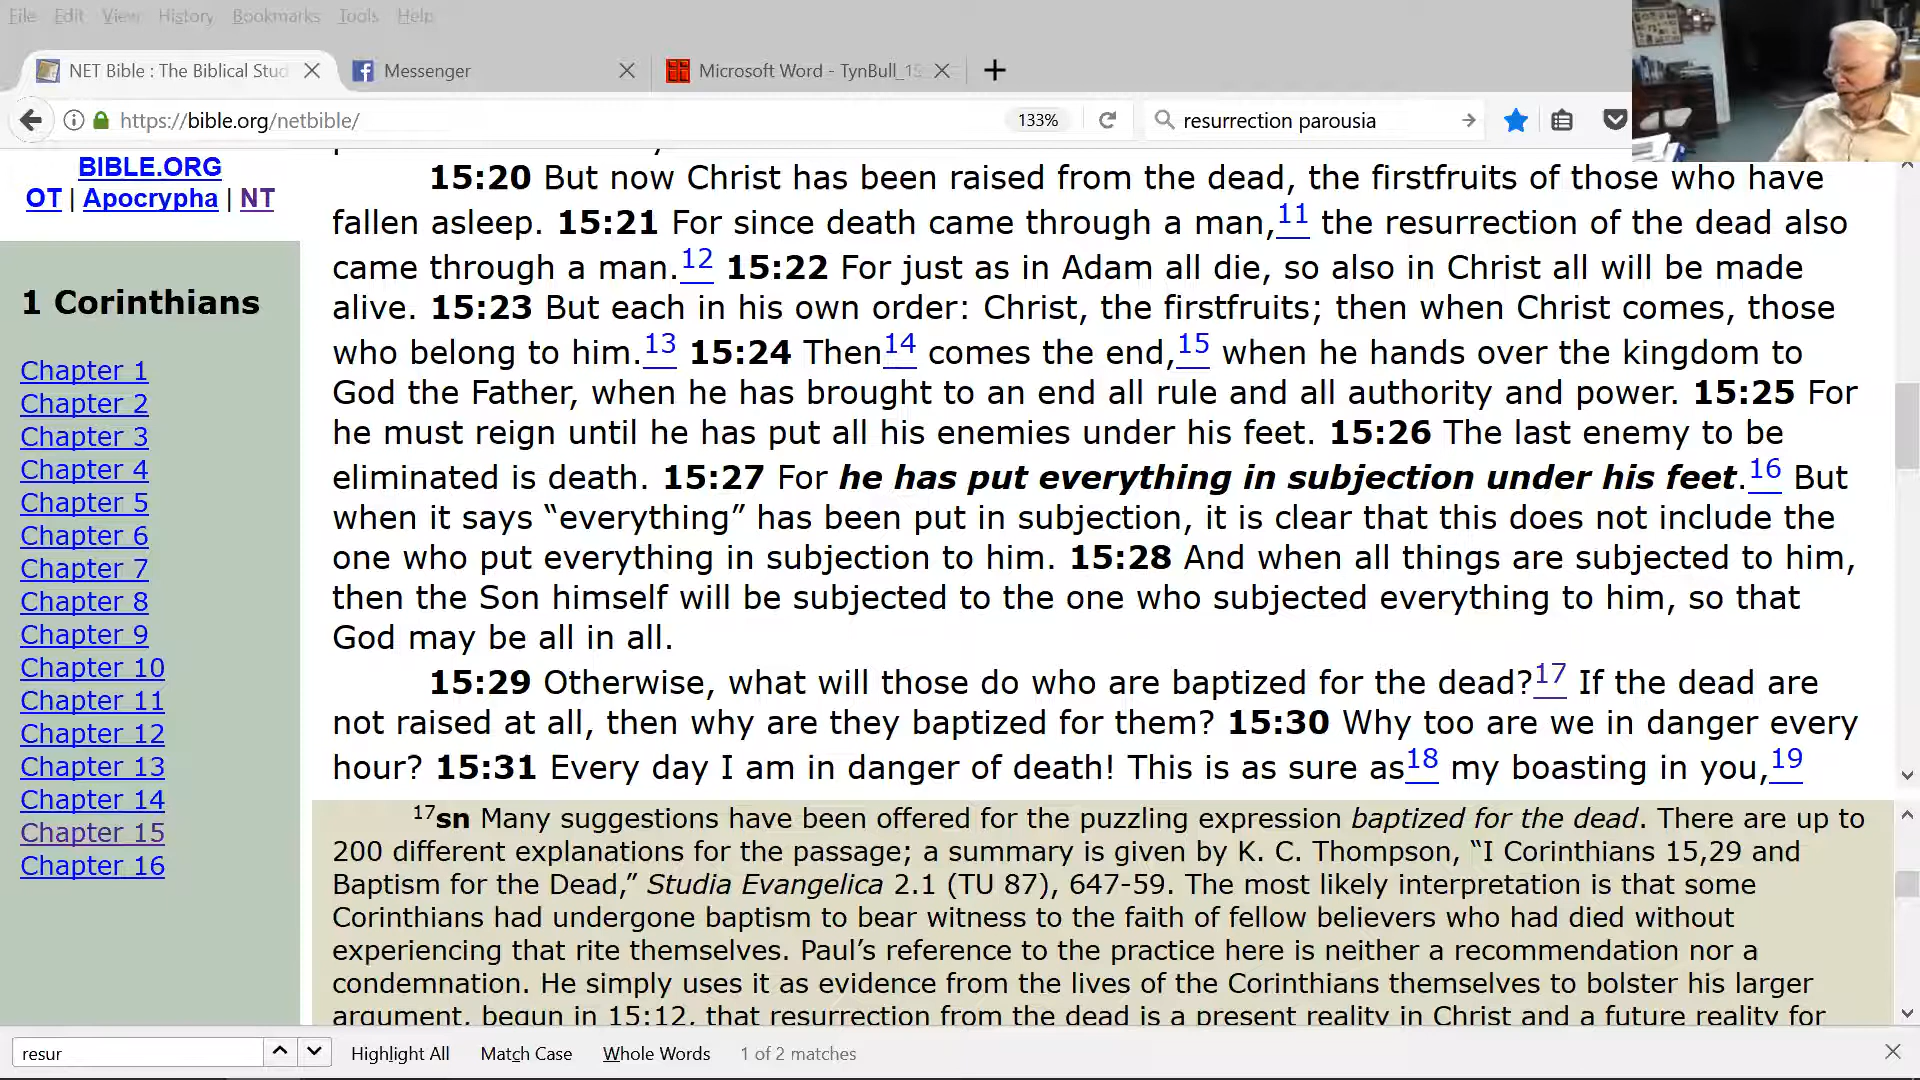 File Edit View History Bookmarks Tools Help
NET Bible : The Biblical Stud
Messenger
Microsoft Word - TynBull_15
https://bible.org/netbible/
133%
resurrection parousia
BIBLE.ORG
OT | Apocrypha | NT
1 Corinthians
Chapter 1
Chapter 2
Chapter 3
Chapter 4
Chapter 5
Chapter 6
Chapter 7
Chapter 8
Chapter 9
Chapter 10
Chapter 11
Chapter 12
Chapter 13
Chapter 14
Chapter 15
Chapter 16
15:20 But now Christ has been raised from the dead, the firstfruits of those who have
fallen asleep. 15:21 For since death came through a man,11 the resurrection of the dead also
came through a man.12 15:22 For just as in Adam all die, so also in Christ all will be made
alive. 15:23 But each in his own order: Christ, the firstfruits; then when Christ comes, those
who belong to him.13 15:24 Then14 comes the end,15 when he hands over the kingdom to
God the Father, when he has brought to an end all rule and all authority and power. 15:25 For
he must reign until he has put all his enemies under his feet. 15:26 The last enemy to be
eliminated is death. 15:27 For he has put everything in subjection under his feet.16 But
when it says “everything” has been put in subjection, it is clear that this does not include the
one who put everything in subjection to him. 15:28 And when all things are subjected to him,
then the Son himself will be subjected to the one who subjected everything to him, so that
God may be all in all.
15:29 Otherwise, what will those do who are baptized for the dead?17 If the dead are
not raised at all, then why are they baptized for them? 15:30 Why too are we in danger every
hour? 15:31 Every day I am in danger of death! This is as sure as18 my boasting in you,19
17sn Many suggestions have been offered for the puzzling expression baptized for the dead. There are up to
200 different explanations for the passage; a summary is given by K. C. Thompson, “I Corinthians 15,29 and
Baptism for the Dead,” Studia Evangelica 2.1 (TU 87), 647-59. The most likely interpretation is that some
Corinthians had undergone baptism to bear witness to the faith of fellow believers who had died without
experiencing that rite themselves. Paul’s reference to the practice here is neither a recommendation nor a
condemnation. He simply uses it as evidence from the lives of the Corinthians themselves to bolster his larger
argument, begun in 15:12, that resurrection from the dead is a present reality in Christ and a future reality for
resur
Highlight All Match Case Whole Words 1 of 2 matches